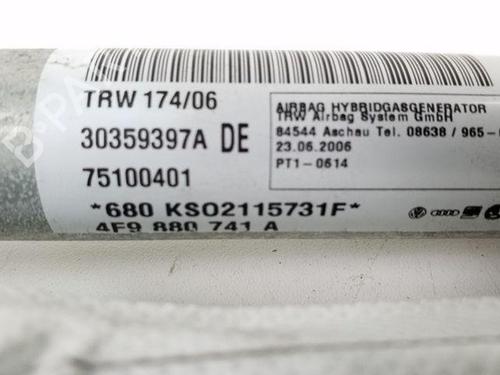 TRW 174/06
30359397A DE
75100401
*680 KS02115731F*
4F9 880 741 A
AIRBAG HYBRIDGASGENERATOR
TRW Airbag System GmbH
84544 Aschau Tel. 08638 / 965-
23.06.2006
PT1-0614
B-PARTS